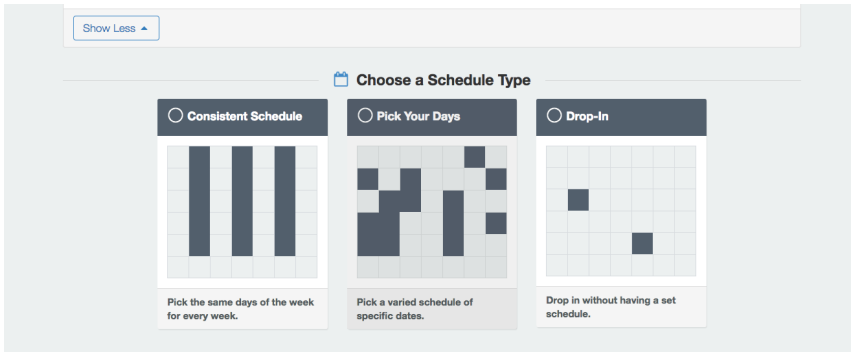 Show Less
Choose a Schedule Type
Consistent Schedule
Pick Your Days
Drop-In
Pick the same days of the week
for every week.
Pick a varied schedule of
specific dates.
Drop in without having a set
schedule.